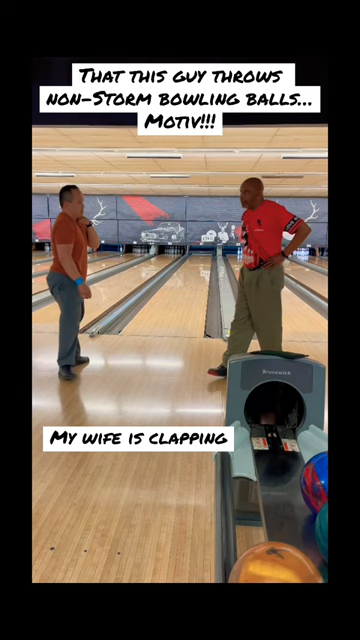 That this guy throws
non-Storm bowling balls...
Motiv!!!
Brunswick
My wife is clapping